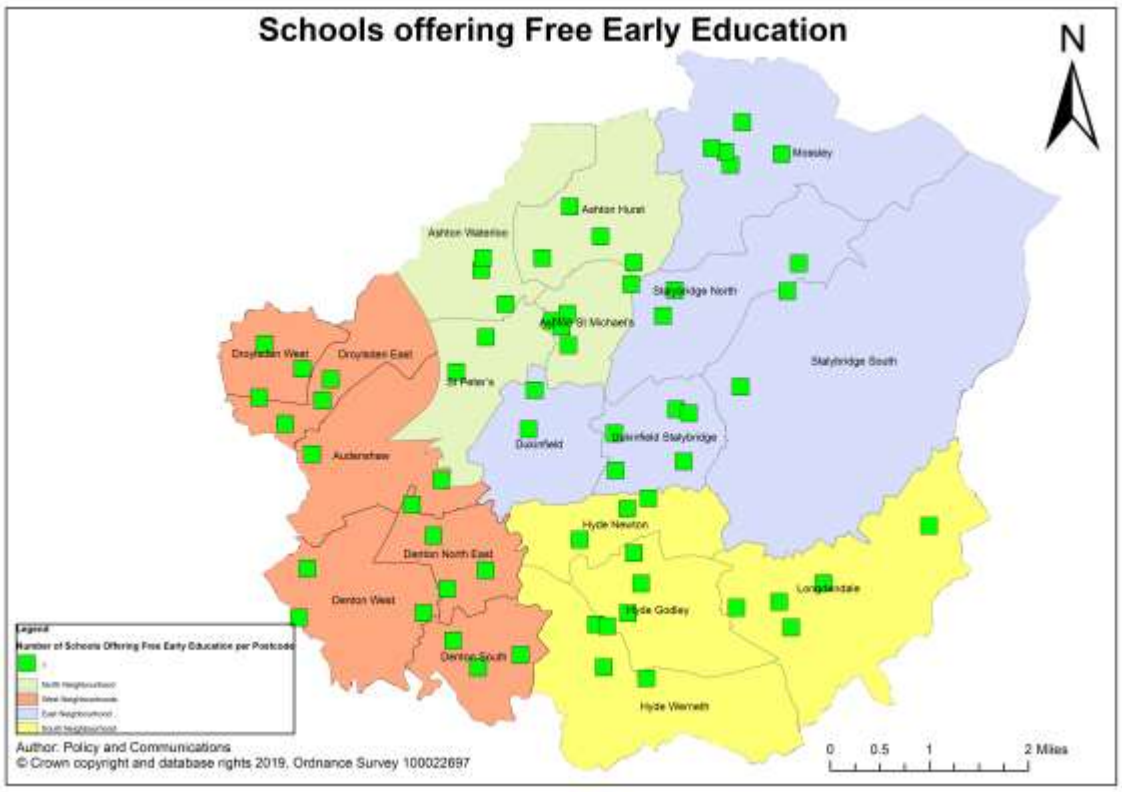 Schools offering Free Early Education
N
Mossley
Ashton Hurst
Ashton Waterloo
Stalybridge North
Ashton St Michael's
Droylsden West
Droylsden East
Stalybridge South
St Peter's
Dukinfield
Dukinfield Stalybridge
Audenshaw
Hyde Newton
Denton North East
Longdendale
Denton West
Hyde Godley
Denton South
Hyde Werneth
Legend
Number of Schools Offering Free Early Education per Postcode
1
North Neighbourhood
West Neighbourhoods
East Neighbourhood
South Neighbourhood
Author: Policy and Communications
© Crown copyright and database rights 2019, Ordnance Survey 100022697
0 0.5 1 2 Miles